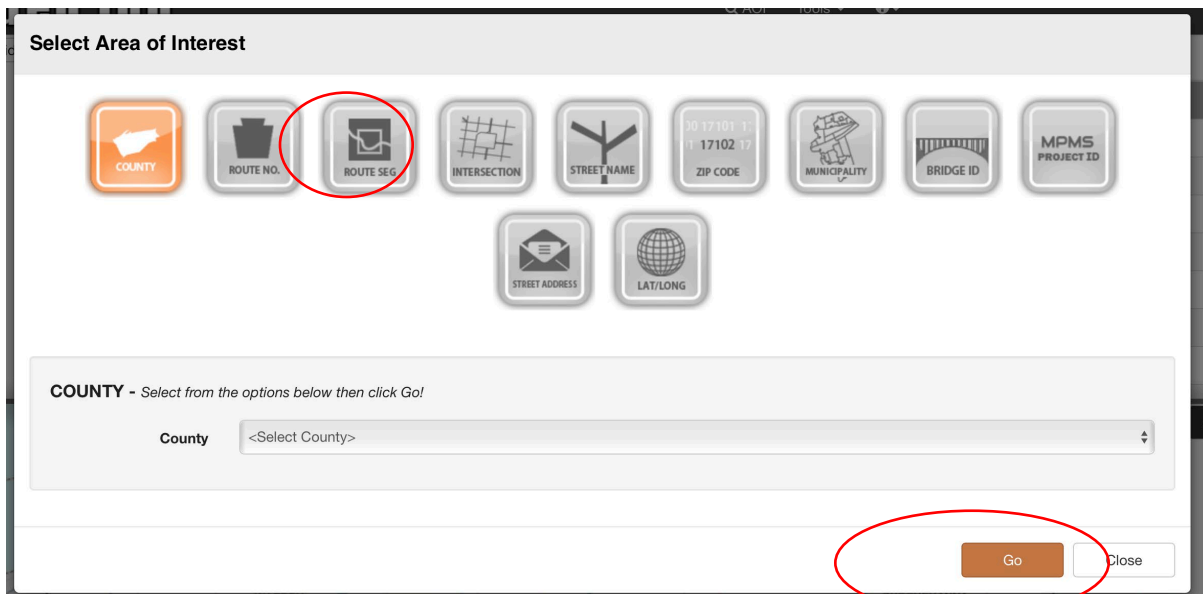 AOI Tools
Select Area of Interest
COUNTY
ROUTE NO.
ROUTE SEG
INTERSECTION
STREET NAME
17102
ZIP CODE
MUNICIPALITY
BRIDGE ID
MPMS
PROJECT ID
STREET ADDRESS
LAT/LONG
COUNTY - Select from the options below then click Go!
County <Select County>
Go Close